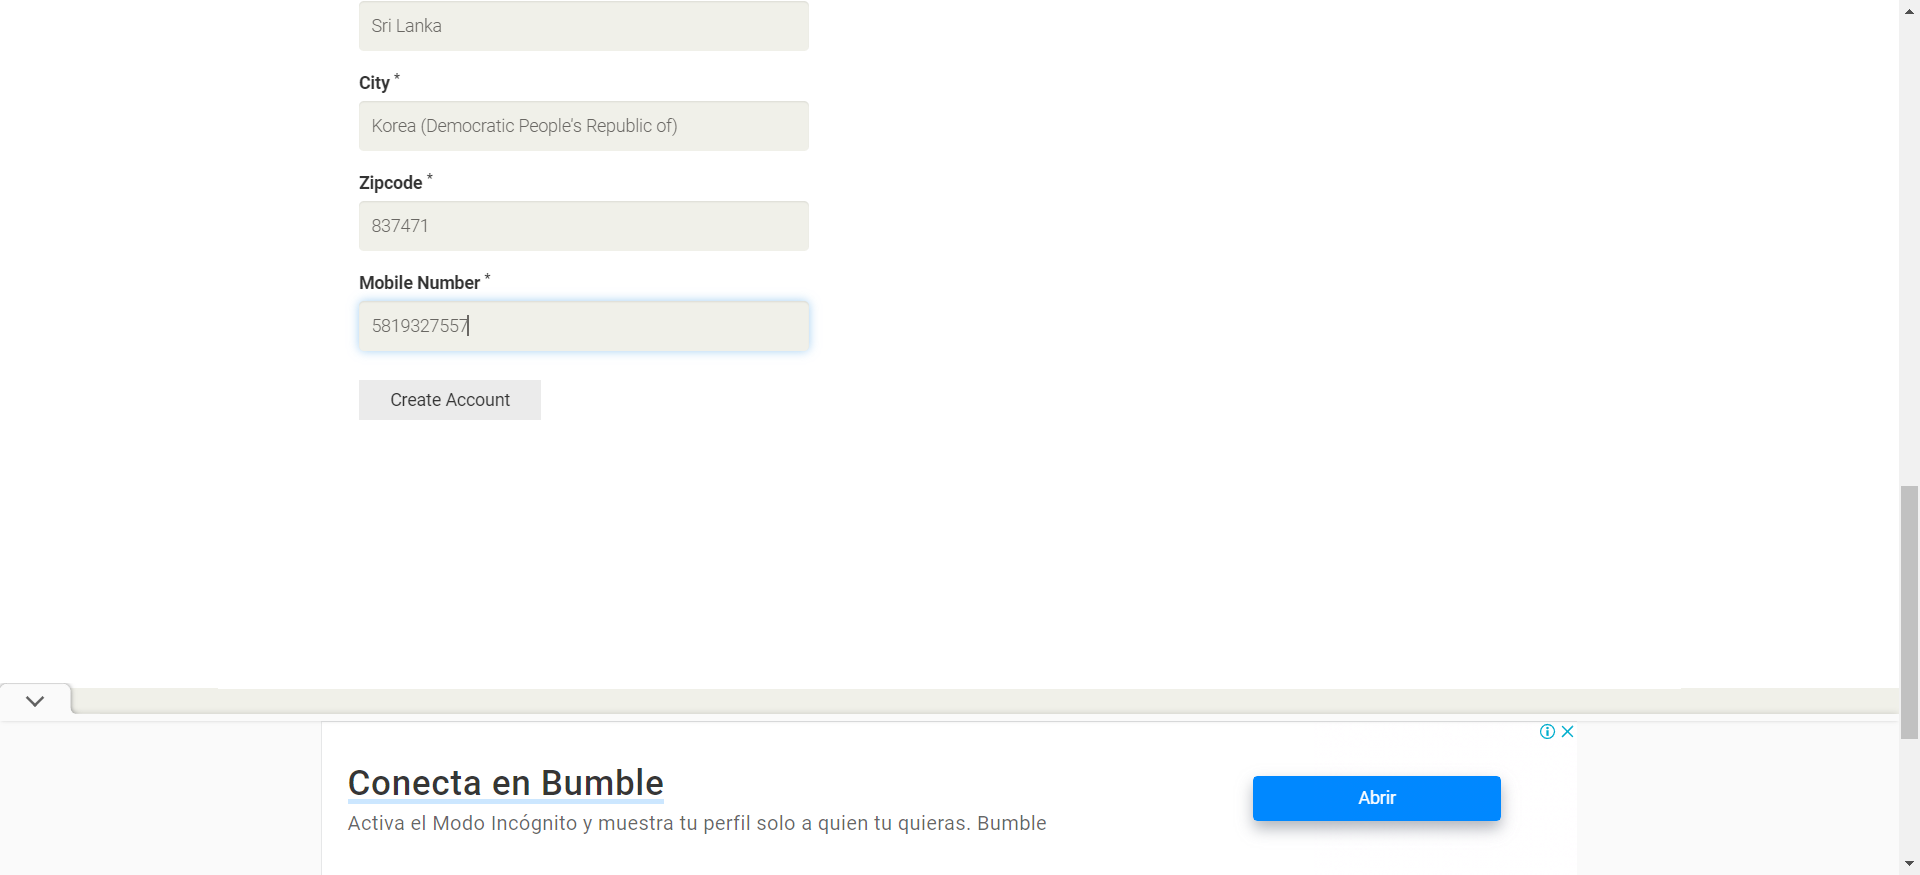 Sri Lanka
City *
Korea (Democratic People's Republic of)
Zipcode *
837471
Mobile Number *
5819327557
Create Account
Conecta en Bumble
Activa el Modo Incógnito y muestra tu perfil solo a quien tu quieras. Bumble
Abrir